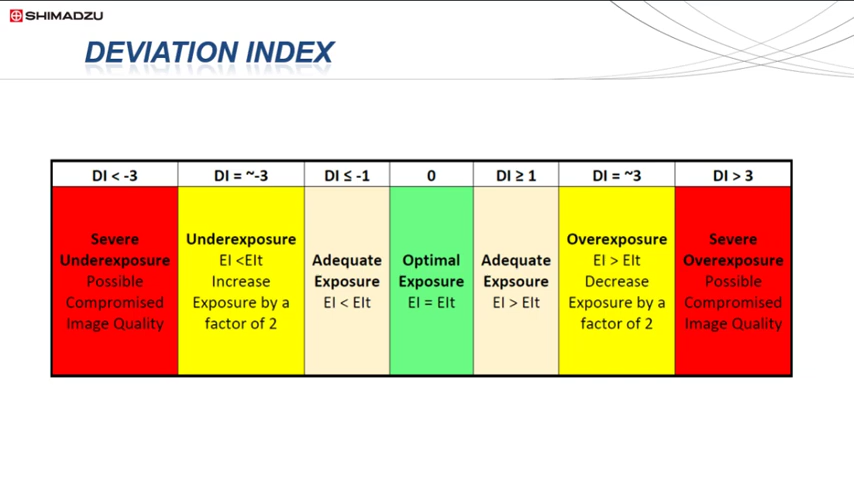 SHIMADZU
DEVIATION INDEX
DI < -3
DI = ~-3
DI ≤ -1
0
DI ≥ 1
DI = ~3
DI > 3
Severe
Underexposure
Possible
Compromised
Image Quality
Underexposure
EI <EIt
Increase
Exposure by a
factor of 2
Adequate
Exposure
EI < EIt
Optimal
Exposure
EI = EIt
Adequate
Expsoure
EI > EIt
Overexposure
EI > EIt
Decrease
Exposure by a
factor of 2
Severe
Overexposure
Possible
Compromised
Image Quality